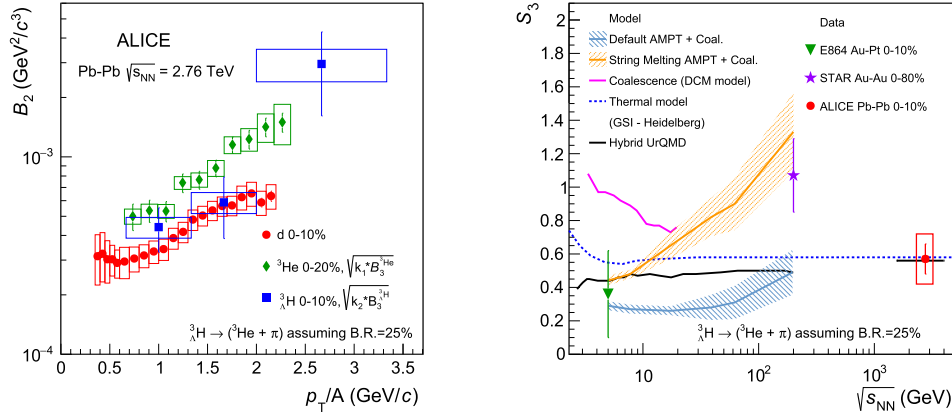 B₂ (GeV²/c³)
ALICE
Pb-Pb √sNN = 2.76 TeV
10⁻³
10⁻⁴
d 0-10%
³He 0-20%, √k₁*B₃^³He
³ΛH 0-10%, √k₂*B₃^³ΛH
³ΛH → (³He + π) assuming B.R.=25%
0 0.5 1 1.5 2 2.5 3 3.5
pT/A (GeV/c)
S₃
2
1.8
1.6
1.4
1.2
1
0.8
0.6
0.4
0.2
0
Model
Default AMPT + Coal.
String Melting AMPT + Coal.
Coalescence (DCM model)
Thermal model
(GSI - Heidelberg)
Hybrid UrQMD
Data
E864 Au-Pt 0-10%
STAR Au-Au 0-80%
ALICE Pb-Pb 0-10%
³ΛH → (³He + π) assuming B.R.=25%
10 10² 10³
√sNN (GeV)